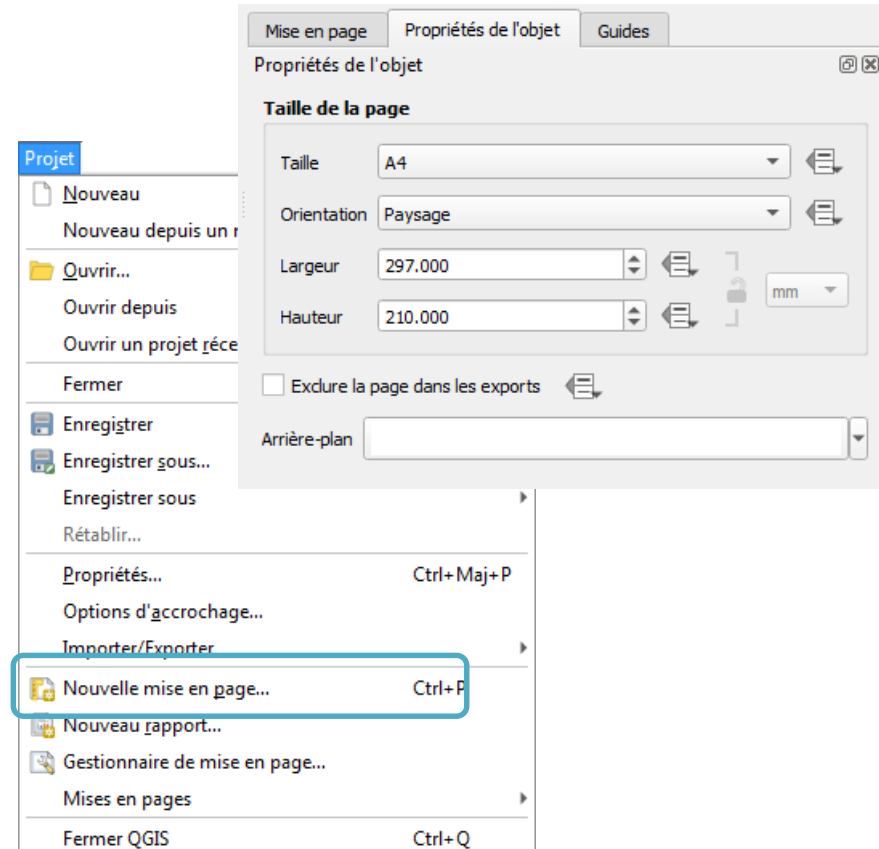 Mise en page
Propriétés de l'objet
Guides
Propriétés de l'objet
Taille de la page
Taille
A4
Orientation
Paysage
Largeur
297.000
mm
Hauteur
210.000
Exclure la page dans les exports
Arrière-plan
Projet
Nouveau
Nouveau depuis un
Ouvrir...
Ouvrir depuis
Ouvrir un projet réce
Fermer
Enregistrer
Enregistrer sous...
Enregistrer sous
Rétablir...
Propriétés... Ctrl+Maj+P
Options d'accrochage...
Importer/Exporter
Nouvelle mise en page... Ctrl+P
Nouveau rapport...
Gestionnaire de mise en page...
Mises en pages
Fermer QGIS Ctrl+Q